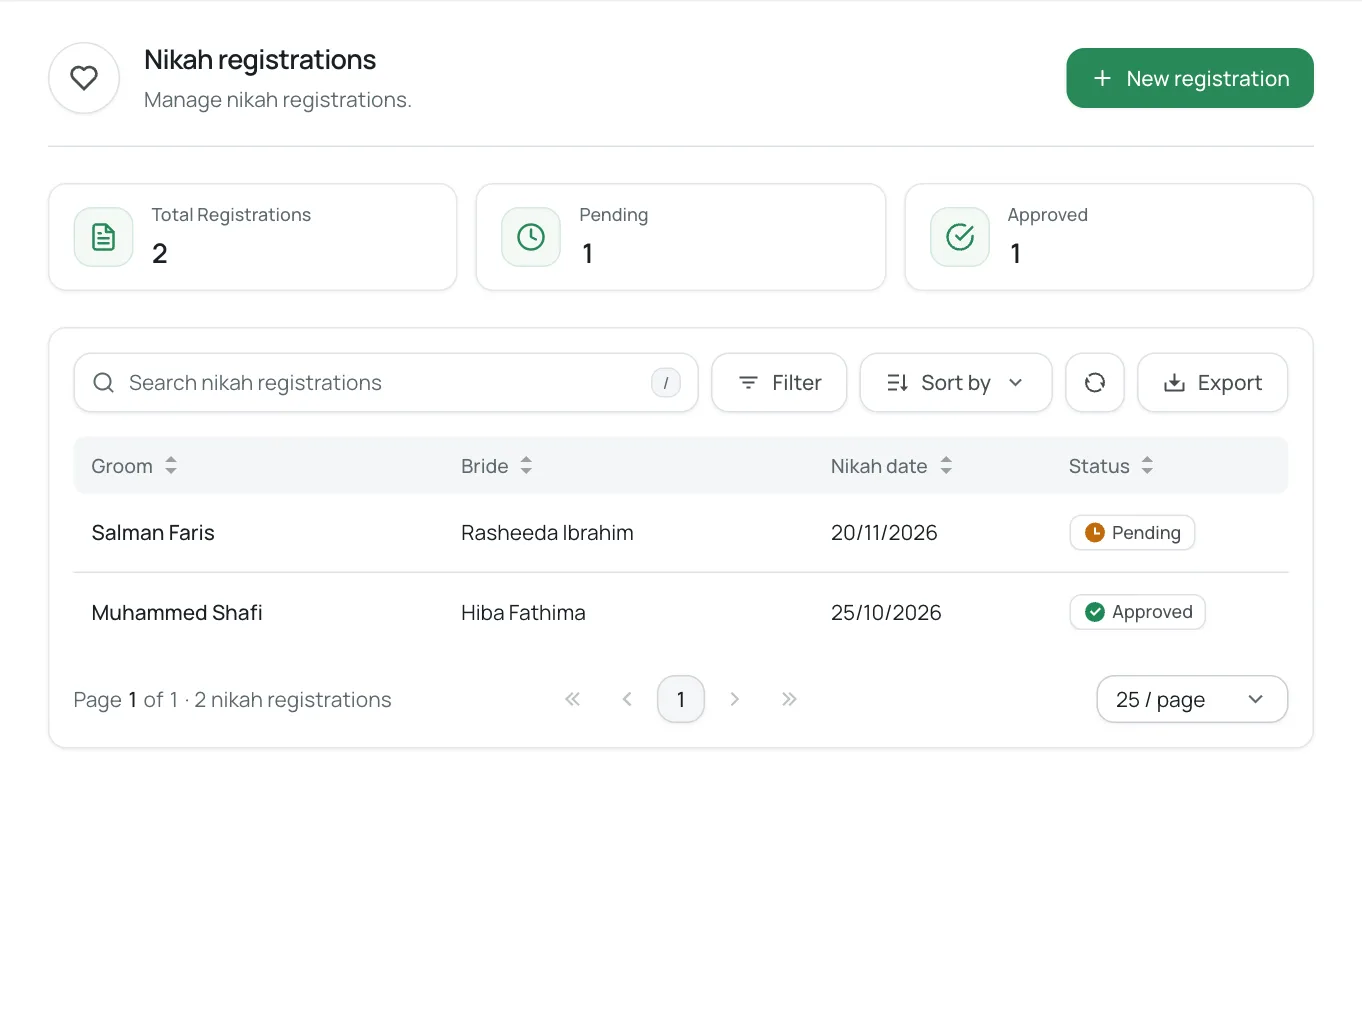 Nikah registrations
Manage nikah registrations.
New registration
Total Registrations
2
Pending
1
Approved
1
Search nikah registrations /
Filter
Sort by
Export
Groom Bride Nikah date Status
Salman Faris Rasheeda Ibrahim 20/11/2026 Pending
Muhammed Shafi Hiba Fathima 25/10/2026 Approved
Page 1 of 1 · 2 nikah registrations
1
25 / page